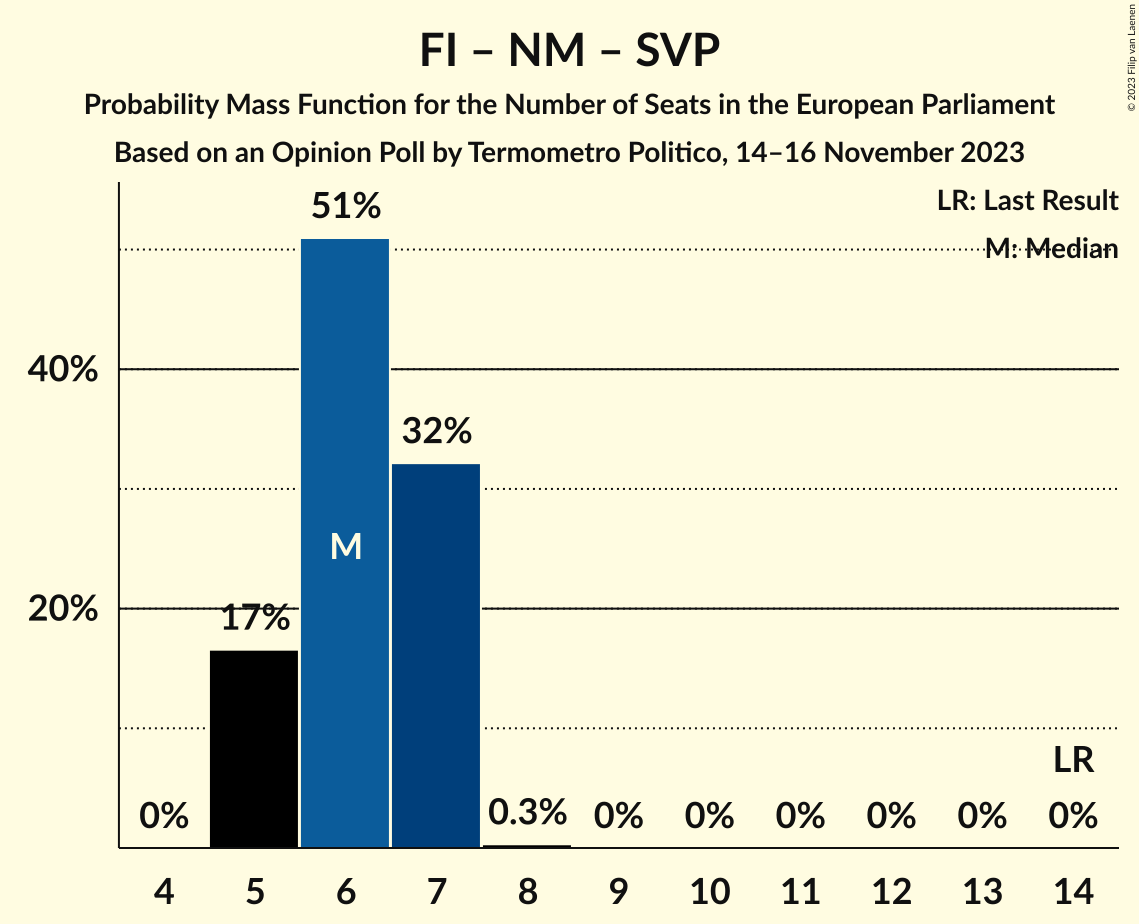 FI – NM – SVP
Probability Mass Function for the Number of Seats in the European Parliament
Based on an Opinion Poll by Termometro Politico, 14–16 November 2023
© 2023 Filip van Laenen
LR: Last Result
M: Median
51%
40%
32%
M
20%
17%
LR
0%
0.3%
0%
0%
0%
0%
0%
0%
4 5 6 7 8 9 10 11 12 13 14